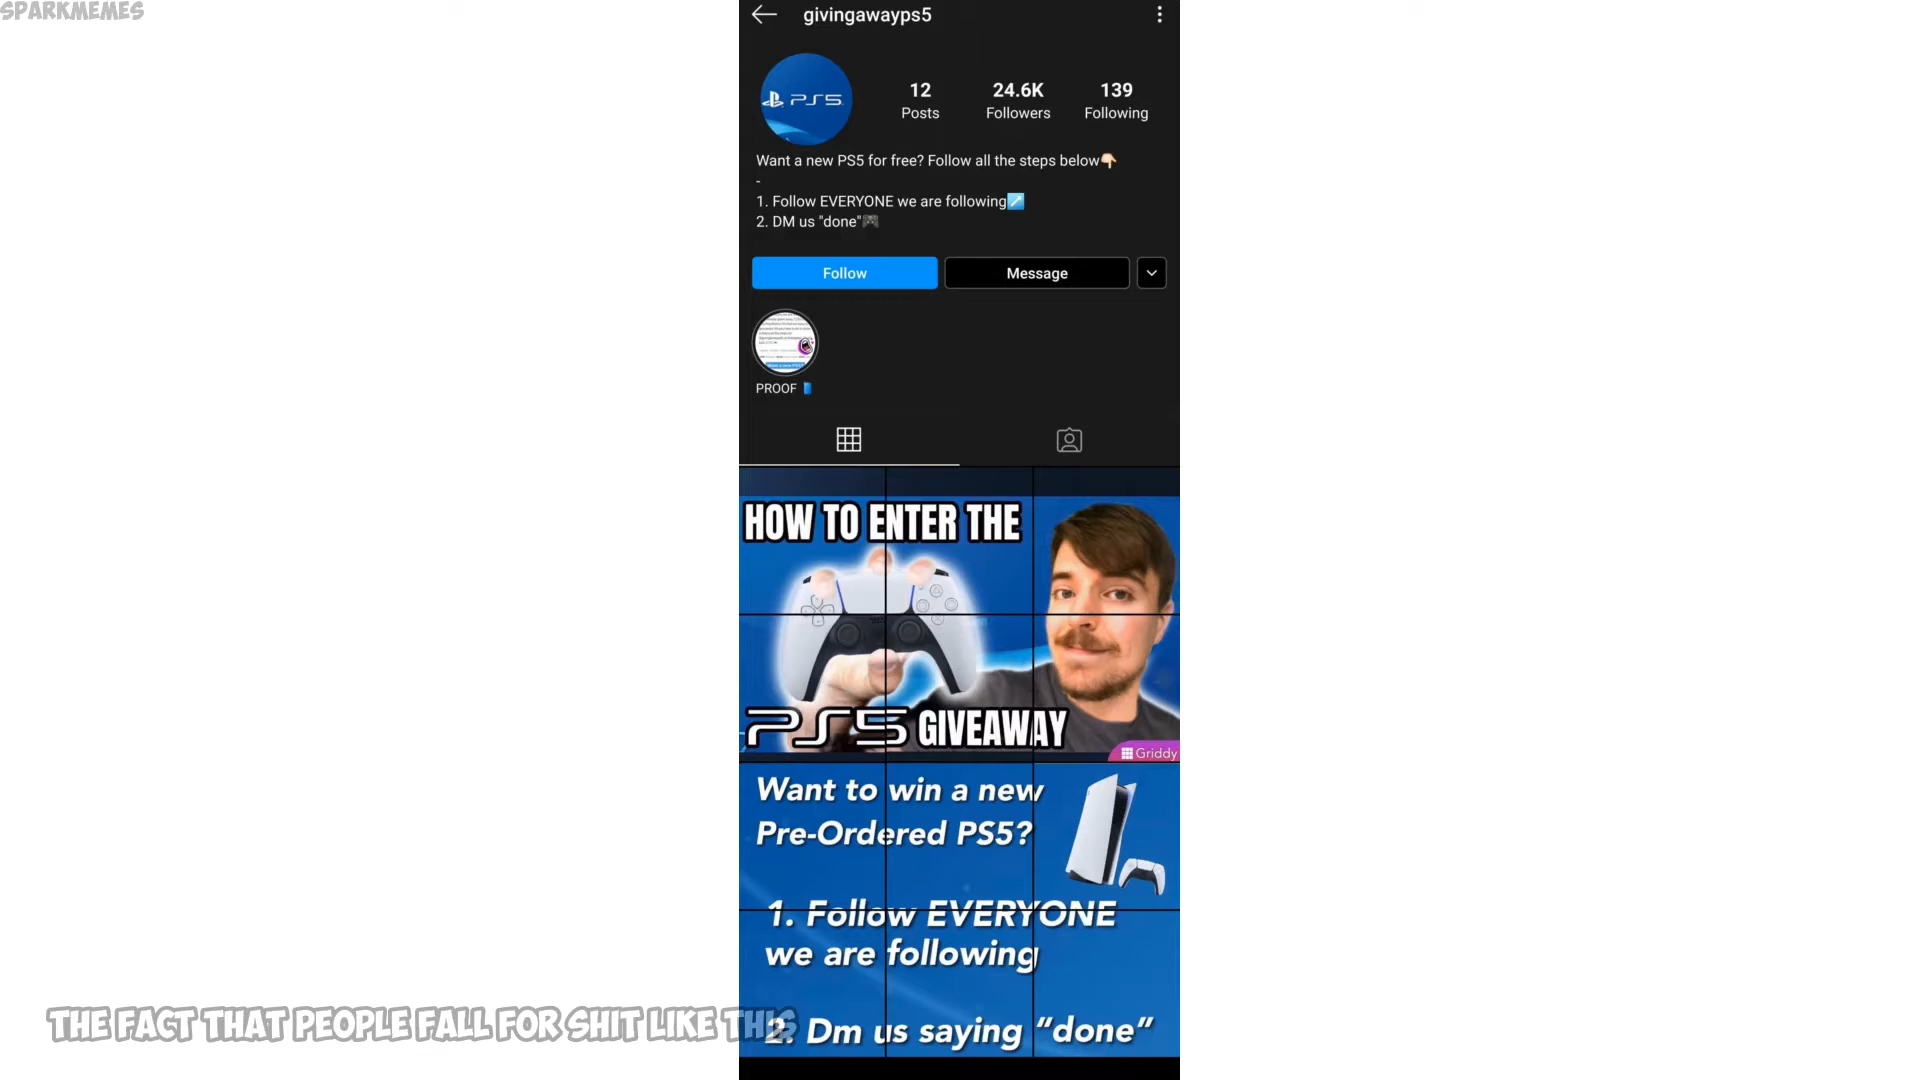 SPARKMEMES
givingawayps5
PS5
12
Posts
24.6K
Followers
139
Following
Want a new PS5 for free? Follow all the steps below👇🏻
-
1. Follow EVERYONE we are following↗️
2. DM us "done"🎮
Follow
Message
PROOF 📘
HOW TO ENTER THE
PS5 GIVEAWAY
Griddy
Want to win a new
Pre-Ordered PS5?
1. Follow EVERYONE
we are following
2. Dm us saying “done”
THE FACT THAT PEOPLE FALL FOR SHIT LIKE THIS